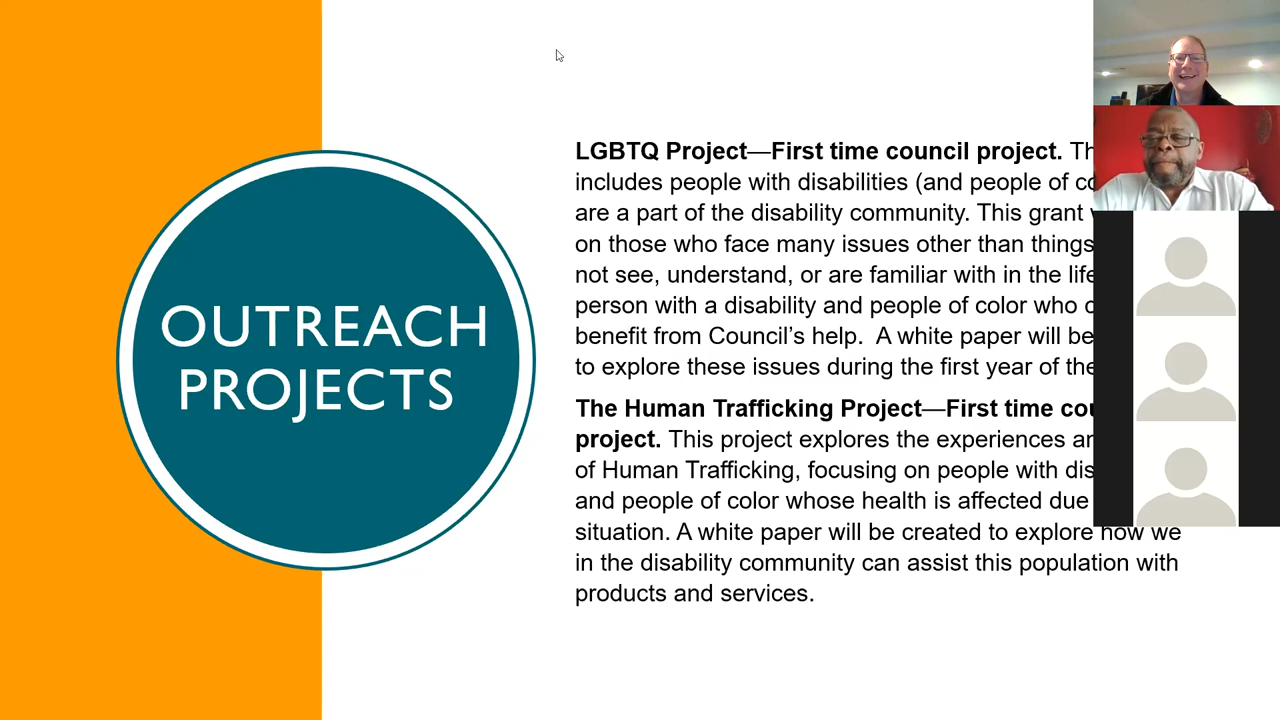 OUTREACH
PROJECTS
LGBTQ Project—First time council project.
includes people with disabilities (and people of
are a part of the disability community. This grant
on those who face many issues other than things
not see, understand, or are familiar with in the
person with a disability and people of color who
benefit from Council’s help. A white paper will be
to explore these issues during the first year of the
The Human Trafficking Project—First time
project. This project explores the experiences
of Human Trafficking, focusing on people with
and people of color whose health is affected due
situation. A white paper will be created to explore how we
in the disability community can assist this population with
products and services.